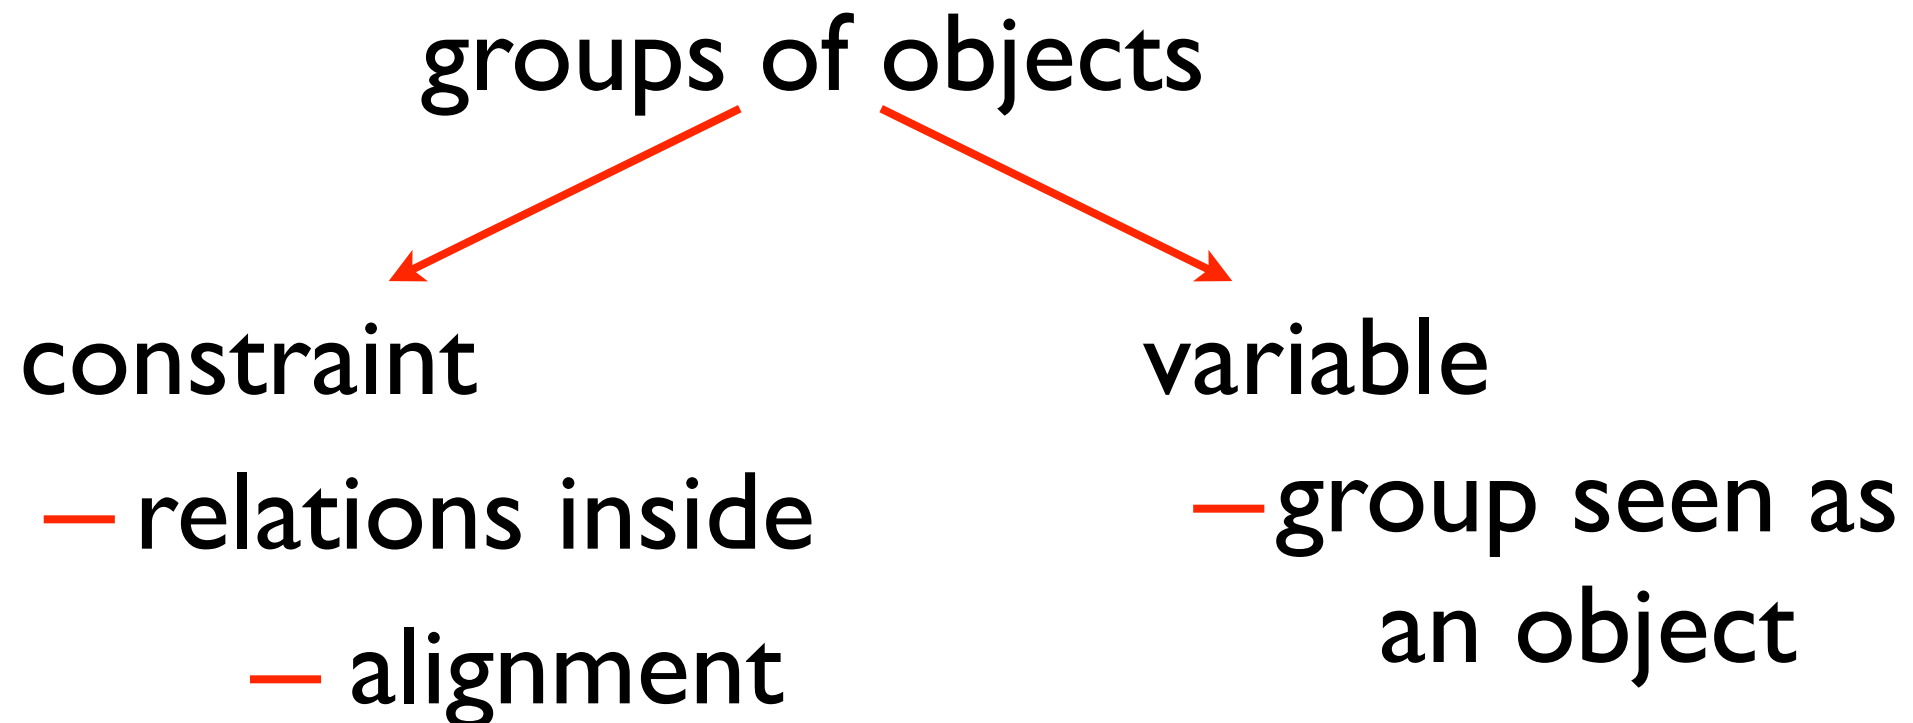 groups of objects
constraint
– relations inside
– alignment
variable
– group seen as
an object